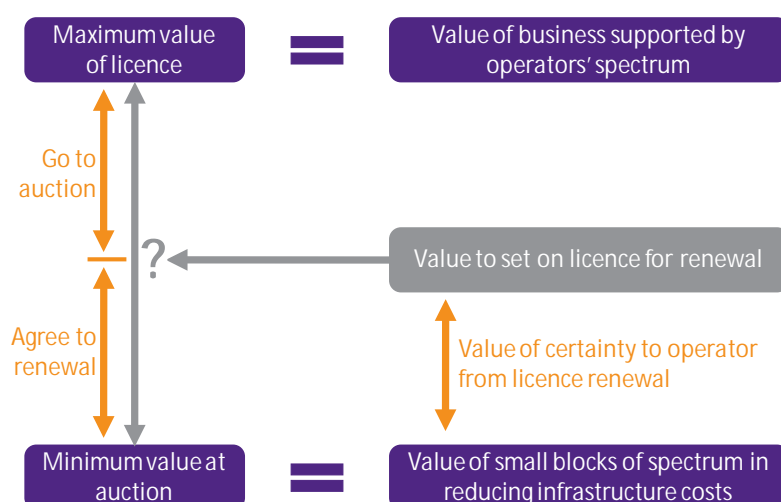 Maximum value
of licence
=
Value of business supported by
operators' spectrum
Go to
auction
?
Value to set on licence for renewal
Agree to
renewal
Value of certainty to operator
from licence renewal
Minimum value at
auction
=
Value of small blocks of spectrum in
reducing infrastructure costs